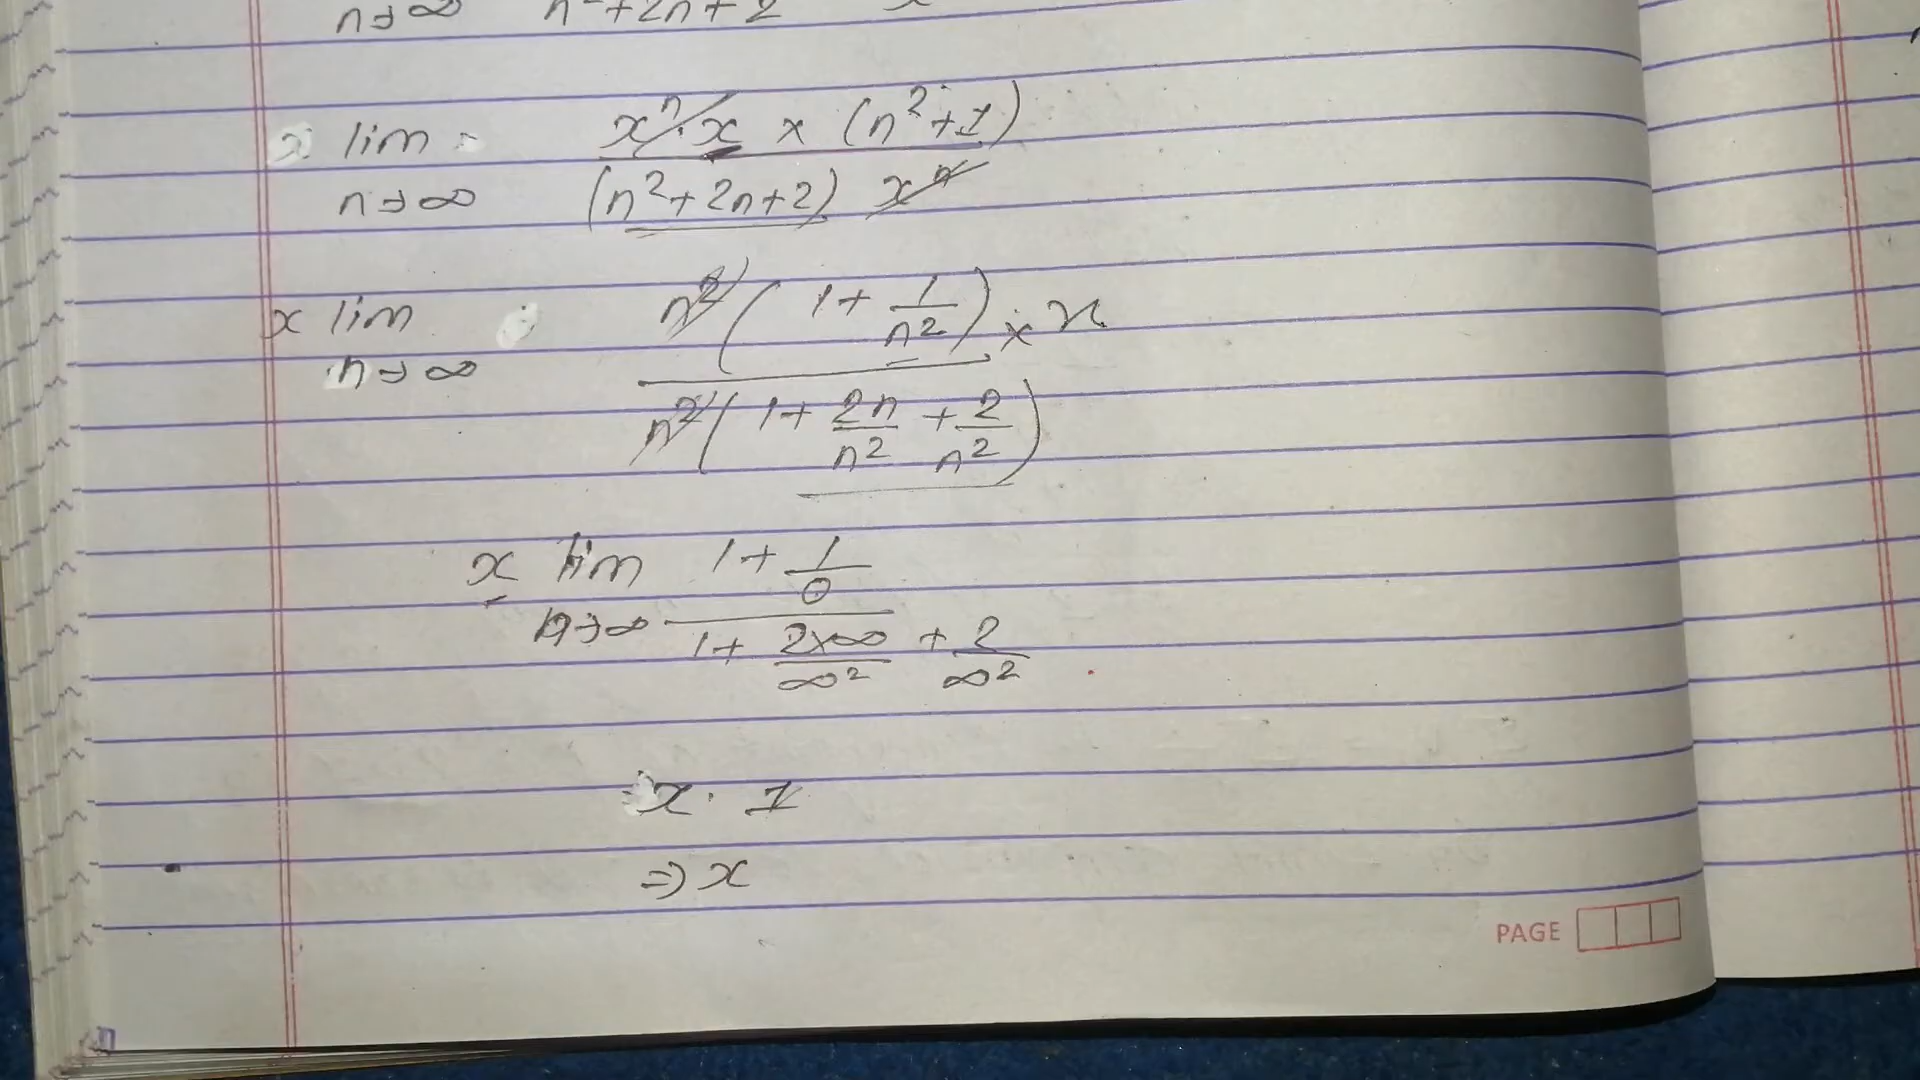 n→∞ n²+2n+2 x
x lim xⁿ·x × (n²+1)
n→∞ (n²+2n+2) xⁿ
x lim n²(1+1/n²) × x
n→∞ n²(1+2n/n²+2/n²)
x lim 1+1/0
n→∞ 1+2×∞/∞²+2/∞²
x · 1
⇒ x
PAGE